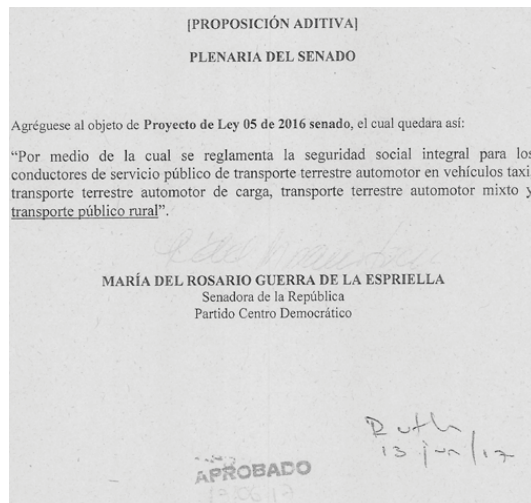 [PROPOSICIÓN ADITIVA]
PLENARIA DEL SENADO
Agréguese al objeto de Proyecto de Ley 05 de 2016 senado, el cual quedara así:
“Por medio de la cual se reglamenta la seguridad social integral para los
conductores de servicio público de transporte terrestre automotor en vehículos taxi,
transporte terrestre automotor de carga, transporte terrestre automotor mixto y
transporte público rural”.
MARÍA DEL ROSARIO GUERRA DE LA ESPRIELLA
Senadora de la República
Partido Centro Democrático
Ruth
13 jun/17
APROBADO